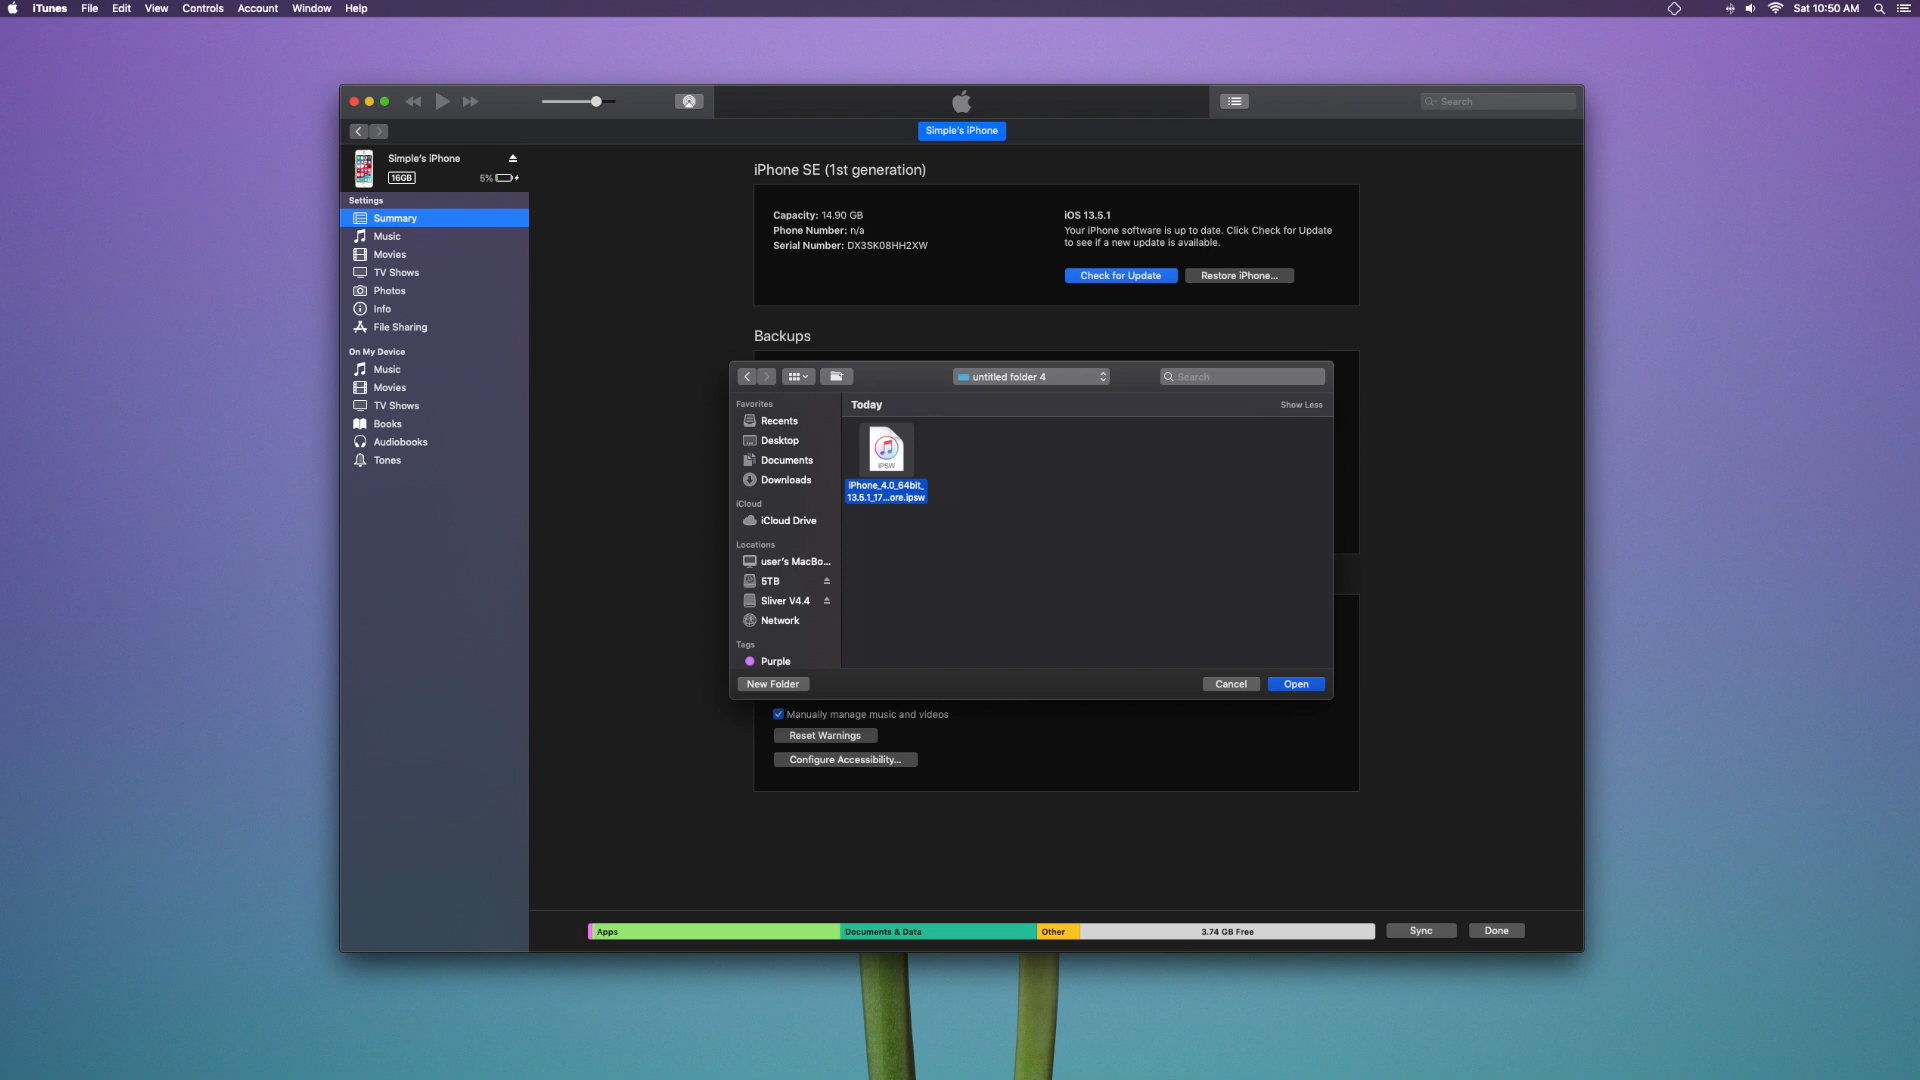 iTunes File Edit View Controls Account Window Help
Sat 10:50 AM
Search
Simple's iPhone
Simple's iPhone
16GB
5%
Settings
Summary
Music
Movies
TV Shows
Photos
Info
File Sharing
On My Device
Music
Movies
TV Shows
Books
Audiobooks
Tones
iPhone SE (1st generation)
Capacity: 14.90 GB
Phone Number: n/a
Serial Number: DX3SK08HH2XW
iOS 13.5.1
Your iPhone software is up to date. Click Check for Update
to see if a new update is available.
Check for Update
Restore iPhone...
Backups
untitled folder 4
Search
Favorites
Recents
Desktop
Documents
Downloads
iCloud
iCloud Drive
Locations
user's MacBo...
5TB
Sliver V4.4
Network
Tags
Purple
Today
Show Less
IPSW
iPhone_4.0_64bit_
13.5.1_17...ore.ipsw
New Folder
Cancel
Open
Manually manage music and videos
Reset Warnings
Configure Accessibility...
Apps
Documents & Data
Other
3.74 GB Free
Sync
Done